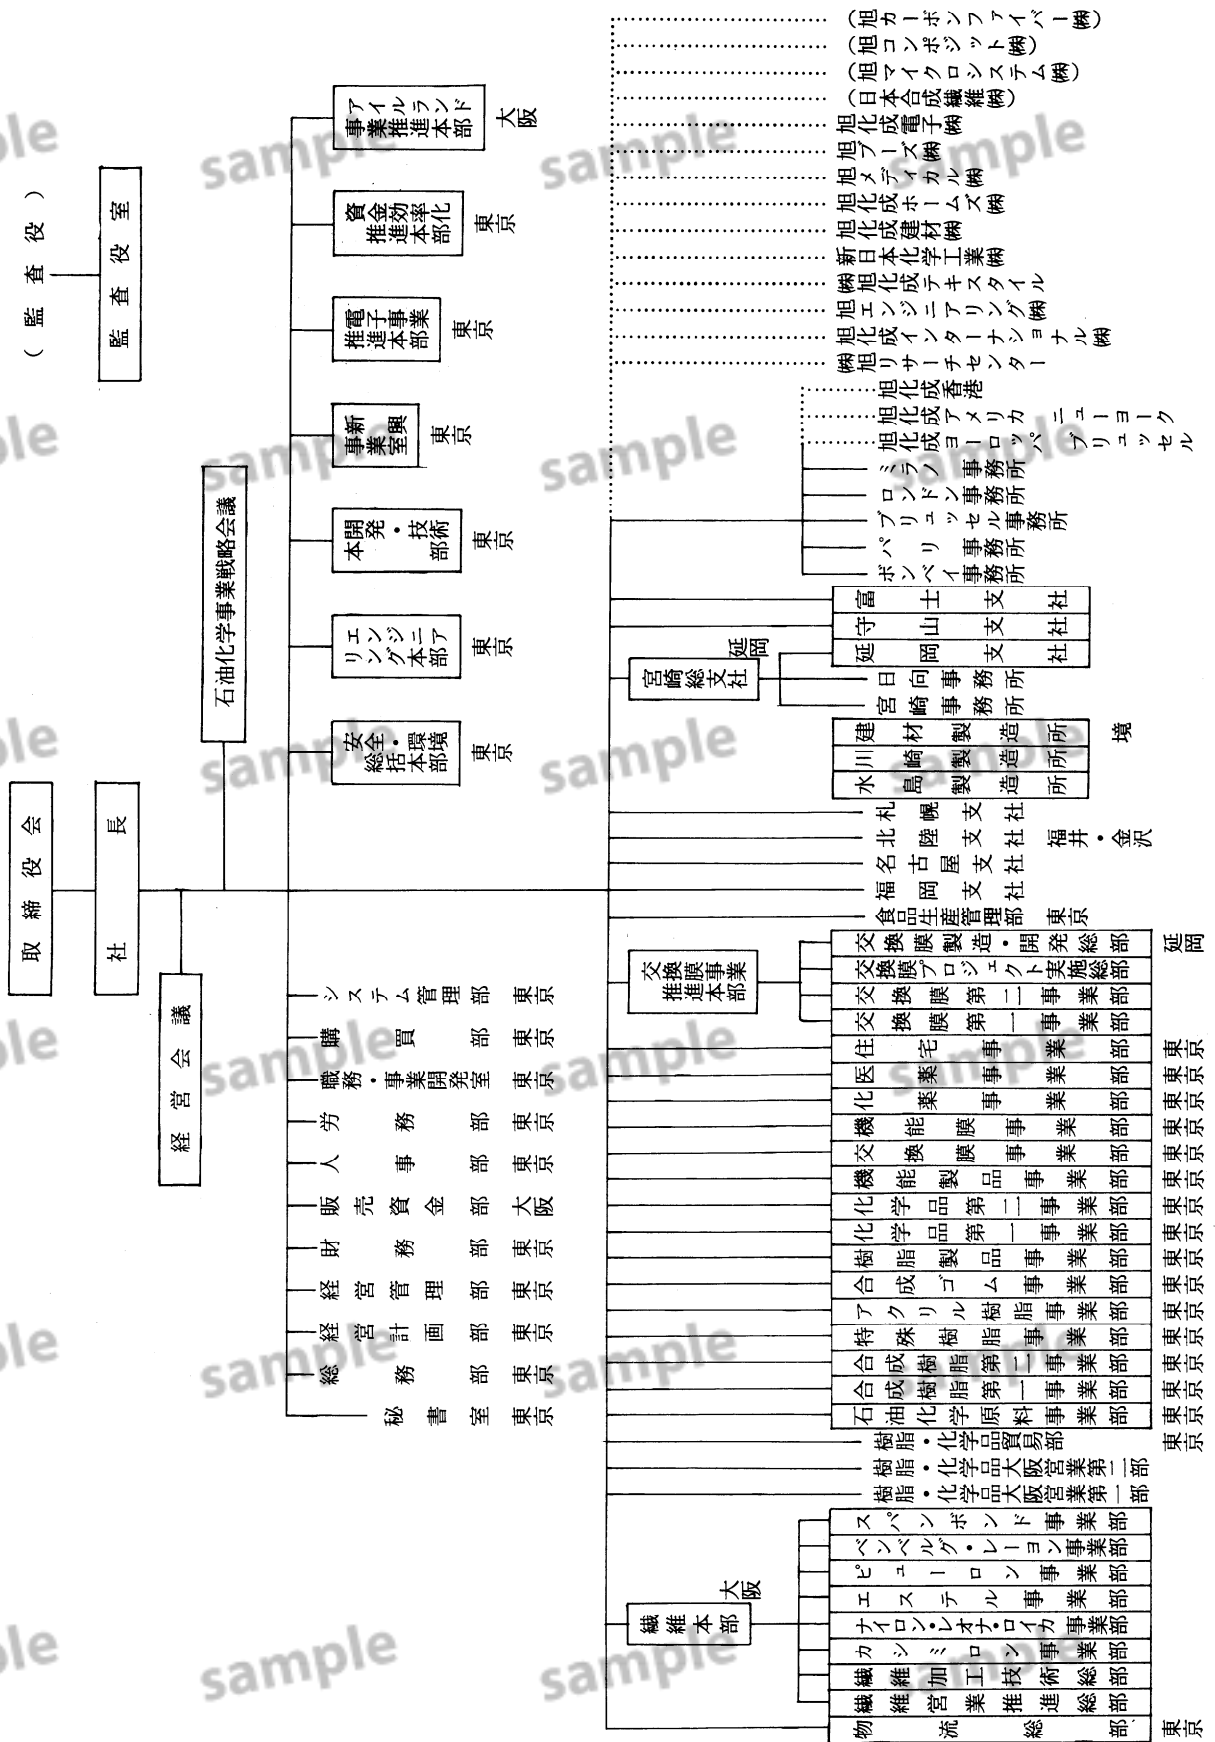 取締役会
社長
経営会議
石油化学事業戦略会議
(監査役)
監査役室
秘書室 東京
総務部 東京
経営計画部 東京
経営管理部 東京
財務部 東京
販売資金部 大阪
人事部 東京
労務部 東京
職務・事業開発室 東京
購買部 東京
システム管理部 東京
安全・環境
総括本部
東京
エンジニア
リング本部
東京
開発・技術
本部
東京
新興
事業室
東京
電子事業
推進本部
東京
資金効率化
推進本部
東京
アイルランド
事業推進本部
大阪
物流総部 東京
繊維本部
大阪
繊維営業推進総部
繊維加工技術総部
カシミロン事業部
ナイロン・レオナ・ロイカ事業部
エステル事業部
ピューロン事業部
ベンベルグ・レーヨン事業部
スパンボンド事業部
樹脂・化学品大阪営業第一部
樹脂・化学品大阪営業第二部
樹脂・化学品貿易部 東京
石油化学原料事業部 東京
合成樹脂第一事業部 東京
合成樹脂第二事業部 東京
特殊樹脂事業部 東京
アクリル樹脂事業部 東京
合成ゴム事業部 東京
樹脂製品事業部 東京
化学品第一事業部 東京
化学品第二事業部 東京
機能製品事業部 東京
交換膜事業部 東京
機能膜事業部 東京
化薬事業部 東京
医薬事業部 東京
住宅事業部 東京
交換膜事業
推進本部
交換膜第一事業部
交換膜第二事業部
交換膜プロジェクト実施総部
交換膜製造・開発総部 延岡
食品生産管理部 東京
福岡支社
名古屋支社
北陸支社 福井・金沢
札幌支社
水島製造所
川崎製造所
建材製造所 境
宮崎総支社
延岡
宮崎事務所
日向事務所
延岡支社
守山支社
富士支社
ボンベイ事務所
パリ事務所
ブリュッセル事務所
ロンドン事務所
ミラノ事務所
旭化成ヨーロッパ ブリュッセル
旭化成アメリカ ニューヨーク
旭化成香港
㈱旭リサーチセンター
旭化成インターナショナル㈱
旭エンジニアリング㈱
㈱旭化成テキスタイル
新日本化学工業㈱
旭化成建材㈱
旭化成ホームズ㈱
旭メディカル㈱
旭ブーズ㈱
旭化成電子㈱
(日本合成繊維㈱)
(旭マイクロシステム㈱)
(旭コンポジット㈱)
(旭カーボンファイバー㈱)
sample